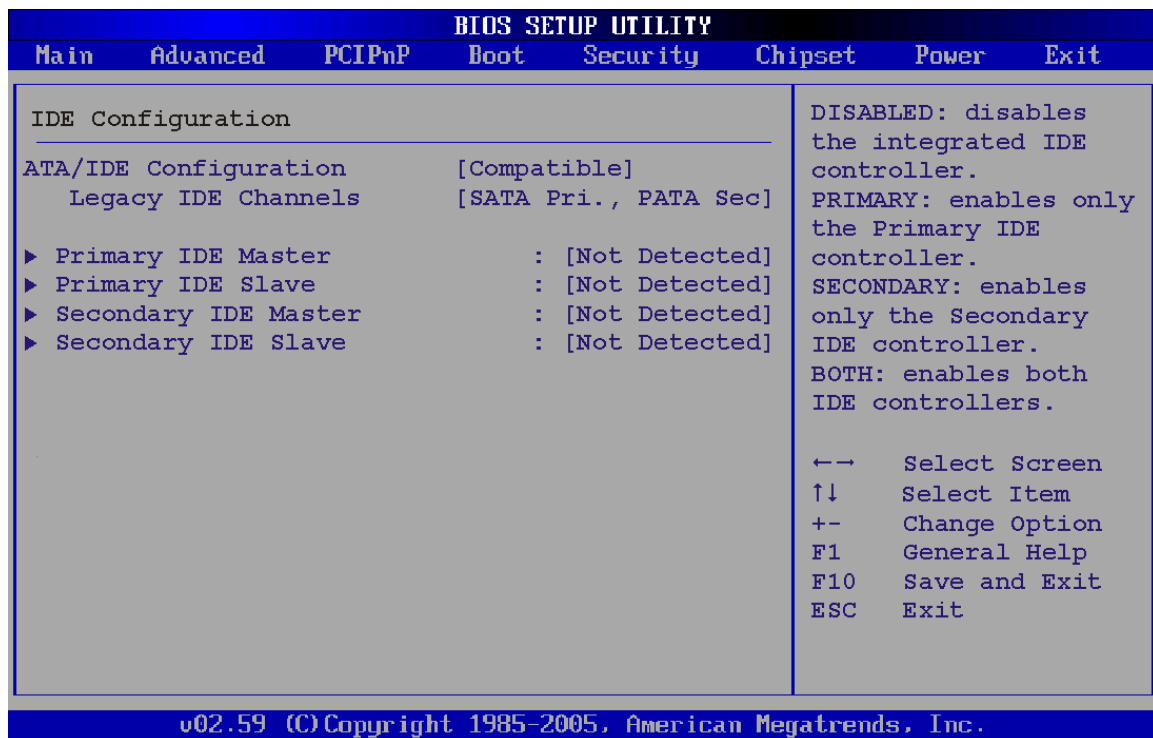 BIOS SETUP UTILITY
Main Advanced PCIPnP Boot Security Chipset Power Exit
IDE Configuration
ATA/IDE Configuration [Compatible]
Legacy IDE Channels [SATA Pri., PATA Sec]
▶ Primary IDE Master : [Not Detected]
▶ Primary IDE Slave : [Not Detected]
▶ Secondary IDE Master : [Not Detected]
▶ Secondary IDE Slave : [Not Detected]
DISABLED: disables
the integrated IDE
controller.
PRIMARY: enables only
the Primary IDE
controller.
SECONDARY: enables
only the Secondary
IDE controller.
BOTH: enables both
IDE controllers.
←→ Select Screen
↑↓ Select Item
+- Change Option
F1 General Help
F10 Save and Exit
ESC Exit
v02.59 (C)Copyright 1985-2005, American Megatrends, Inc.